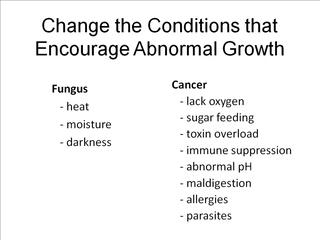 Change the Conditions that
Encourage Abnormal Growth
Fungus
- heat
- moisture
- darkness
Cancer
- lack oxygen
- sugar feeding
- toxin overload
- immune suppression
- abnormal pH
- maldigestion
- allergies
- parasites